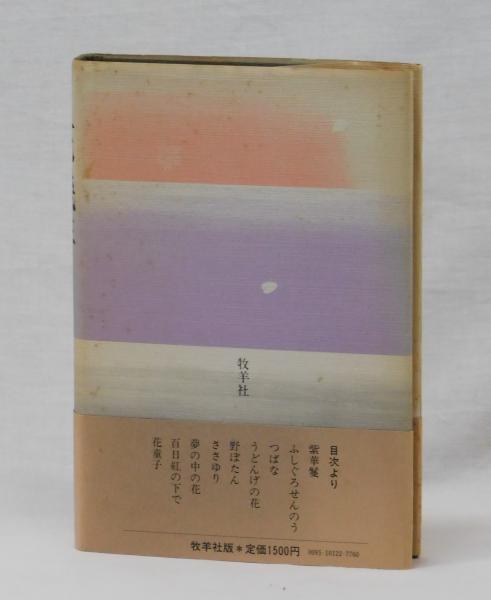 牧羊社
目次より
紫華鬘
ふしぐろせんのう
つばな
うどんげの花
野ぼたん
ささゆり
夢の中の花
百日紅の下で
花童子
牧羊社版＊定価1500円
0095-10122-7760